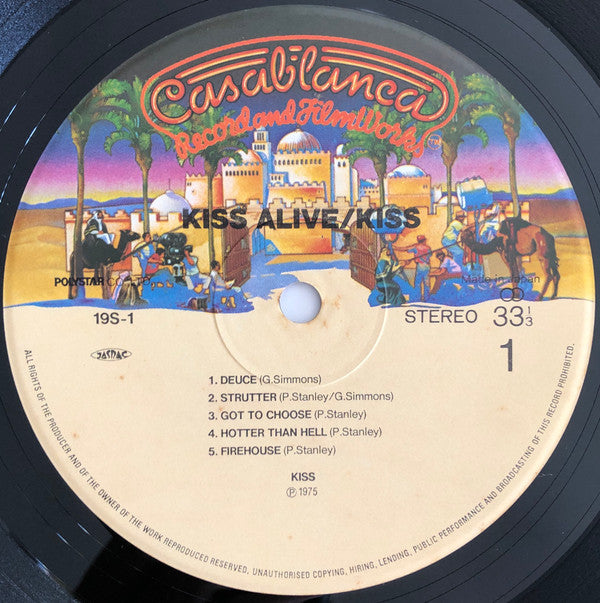 Casablanca
Record and FilmWorks
KISS ALIVE/KISS
POLYSTAR CO., LTD.
Made in Japan
19S-1
STEREO 33 1/3
1
JASRAC
1. DEUCE (G.Simmons)
2. STRUTTER (P.Stanley/G.Simmons)
3. GOT TO CHOOSE (P.Stanley)
4. HOTTER THAN HELL (P.Stanley)
5. FIREHOUSE (P.Stanley)
KISS
Ⓟ 1975
ALL RIGHTS OF THE PRODUCER AND OF THE OWNER OF THE WORK REPRODUCED RESERVED. UNAUTHORISED COPYING, HIRING, LENDING, PUBLIC PERFORMANCE AND BROADCASTING OF THIS RECORD PROHIBITED.